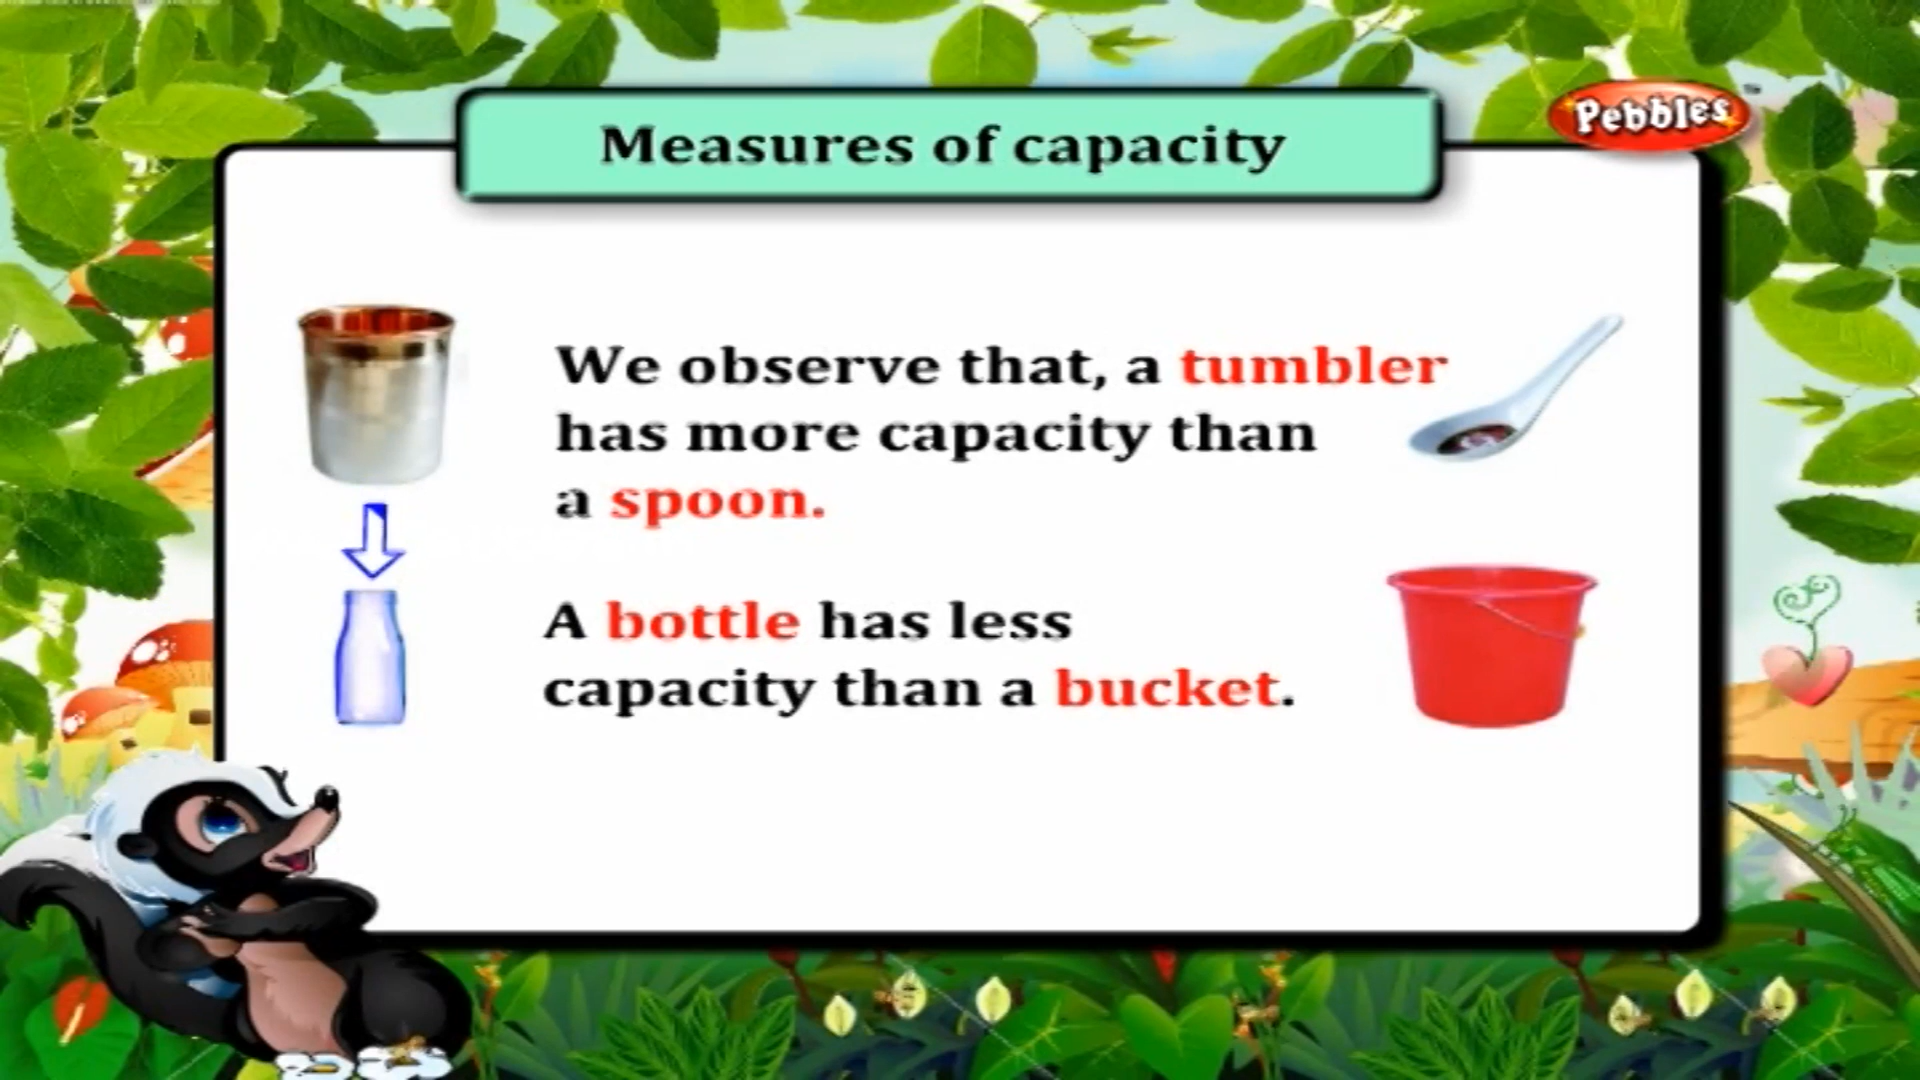 Measures of capacity
Pebbles
We observe that, a tumbler
has more capacity than
a spoon.
A bottle has less
capacity than a bucket.